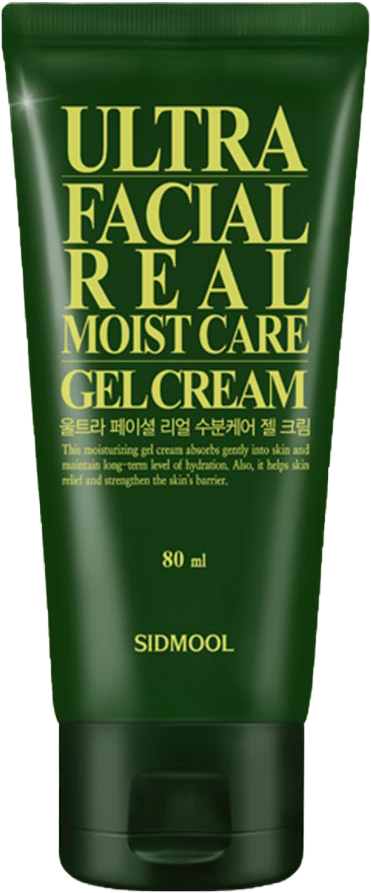 ULTRA
FACIAL
REAL
MOIST CARE
GEL CREAM
울트라 페이셜 리얼 수분케어 젤 크림
This moisturizing gel cream absorbs gently into skin and
maintain long-term level of hydration. Also, it helps skin
relief and strengthen the skin's barrier.
80 ml
SIDMOOL